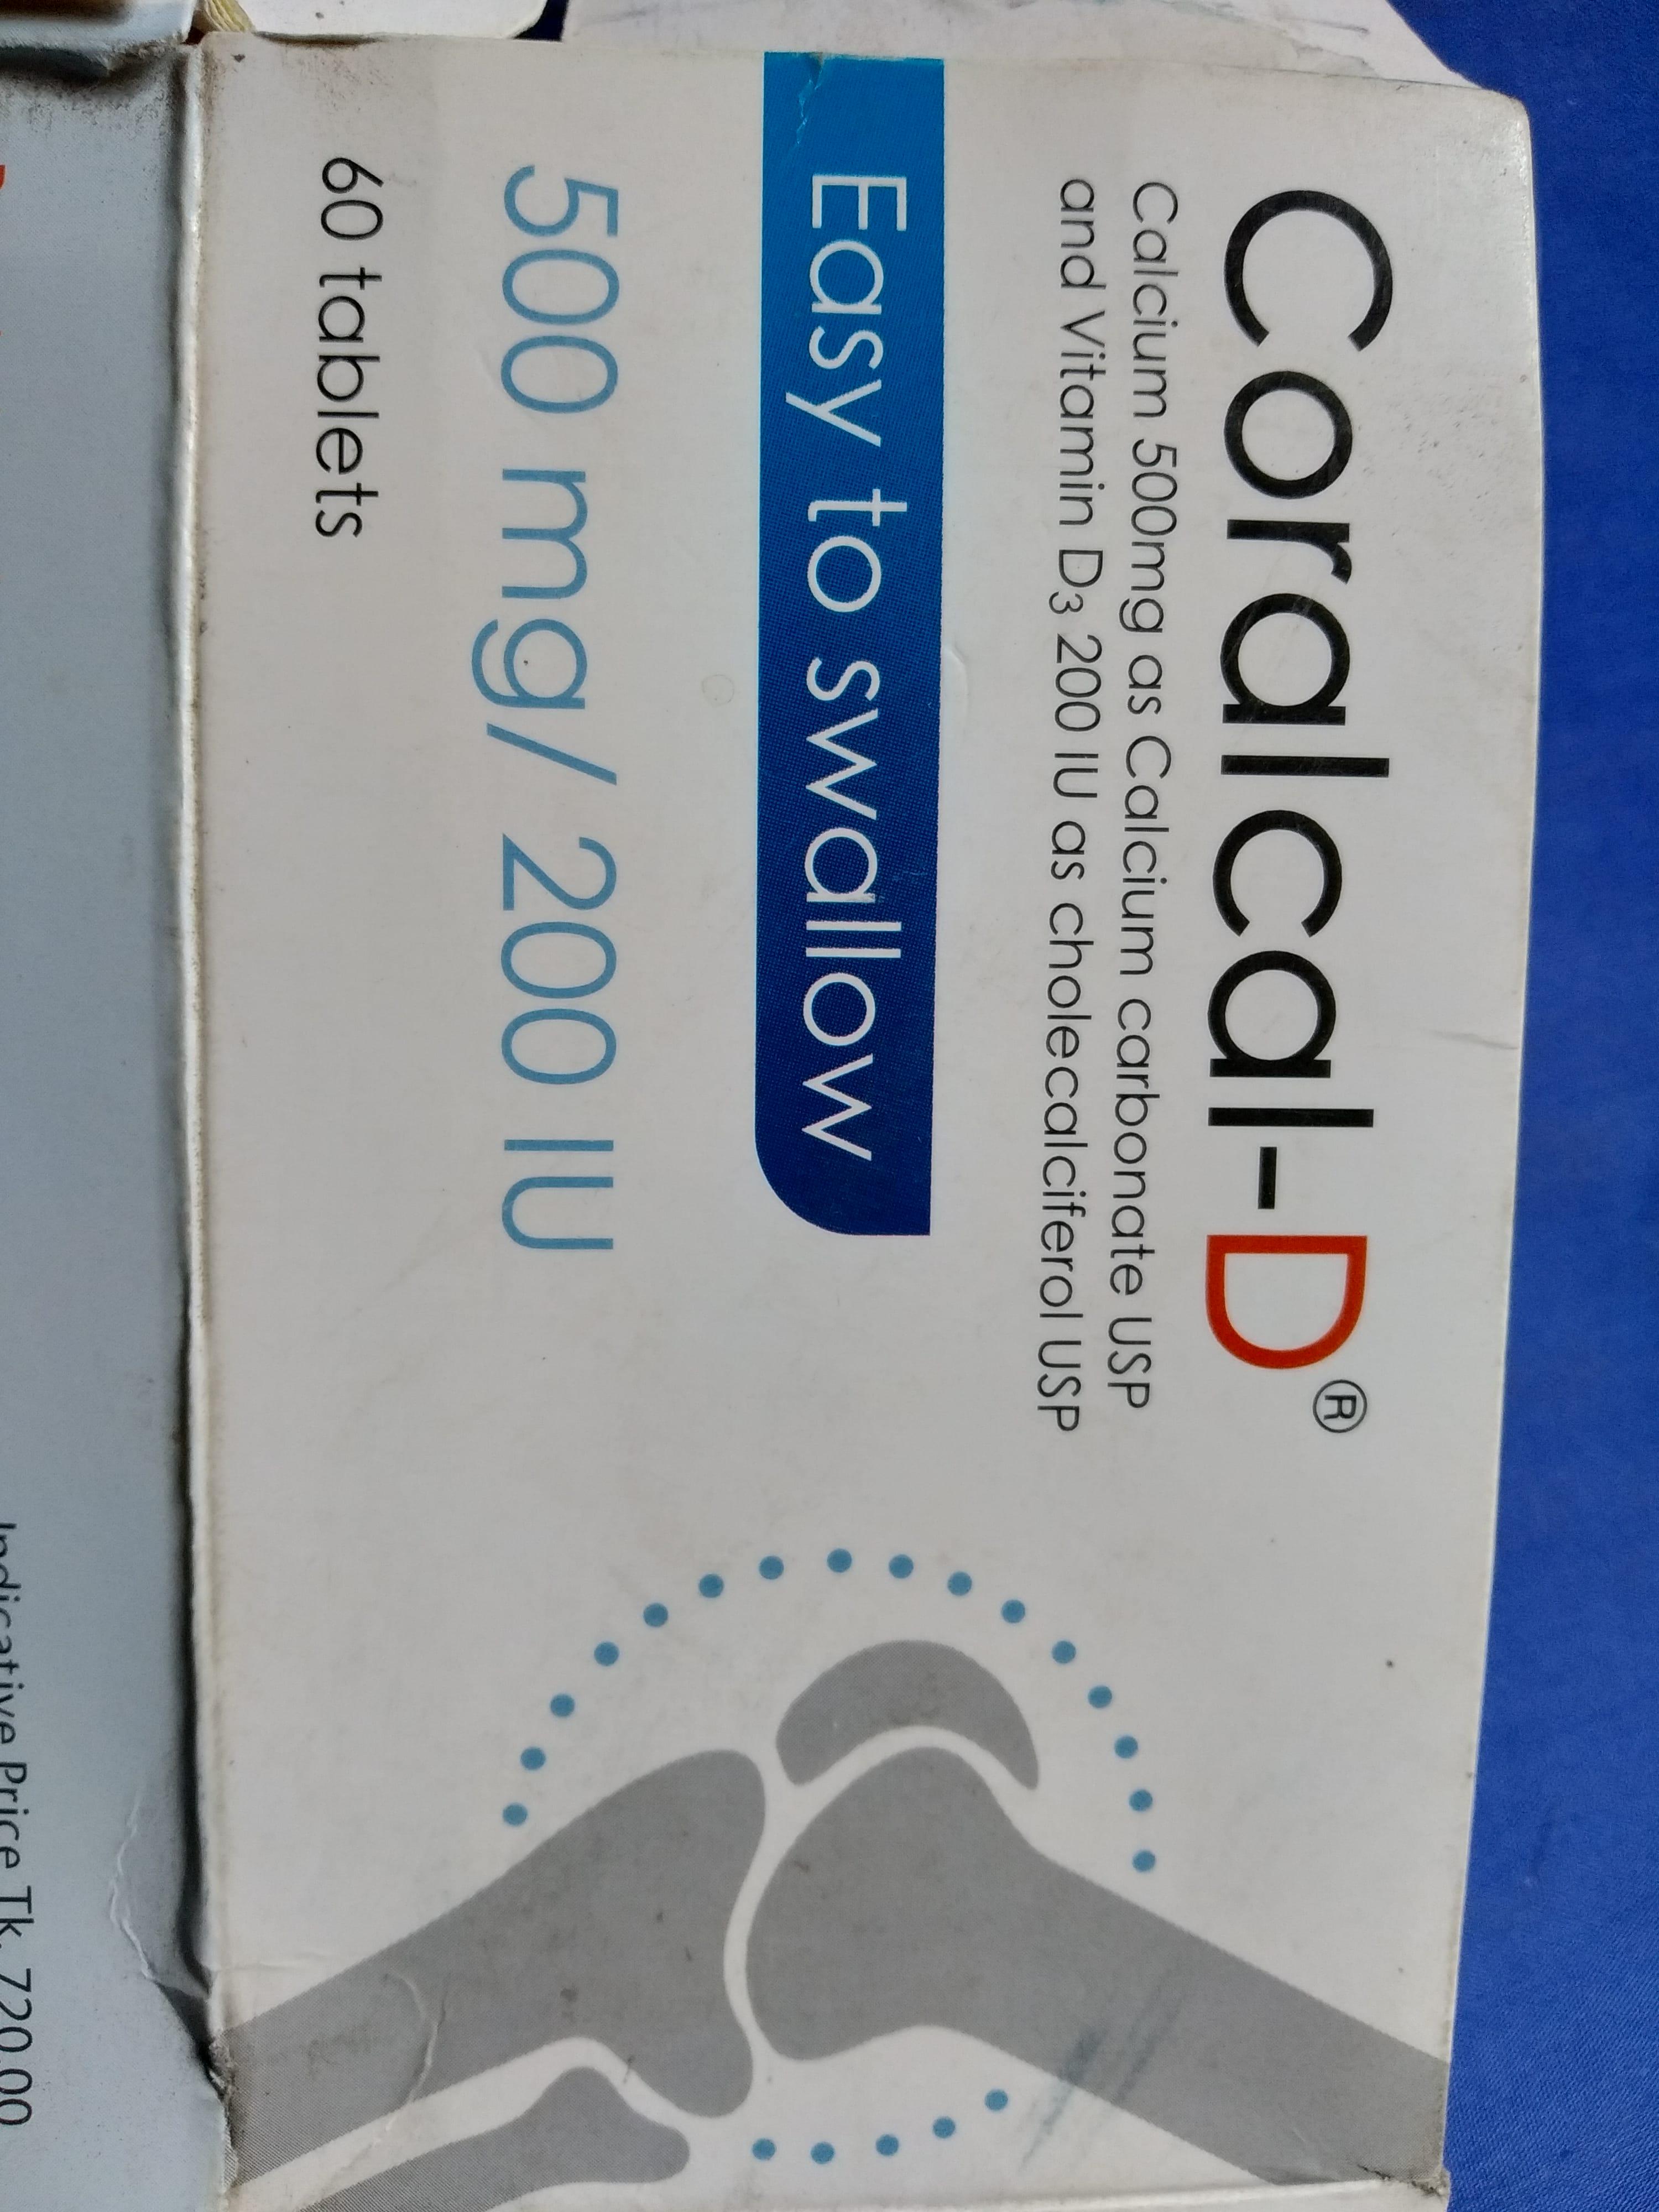 Coralcal-D®
Calcium 500mg as Calcium carbonate USP
and Vitamin D₃ 200 IU as cholecalciferol USP
Easy to swallow
500 mg/ 200 IU
60 tablets
Indicative Price Tk. 720.00